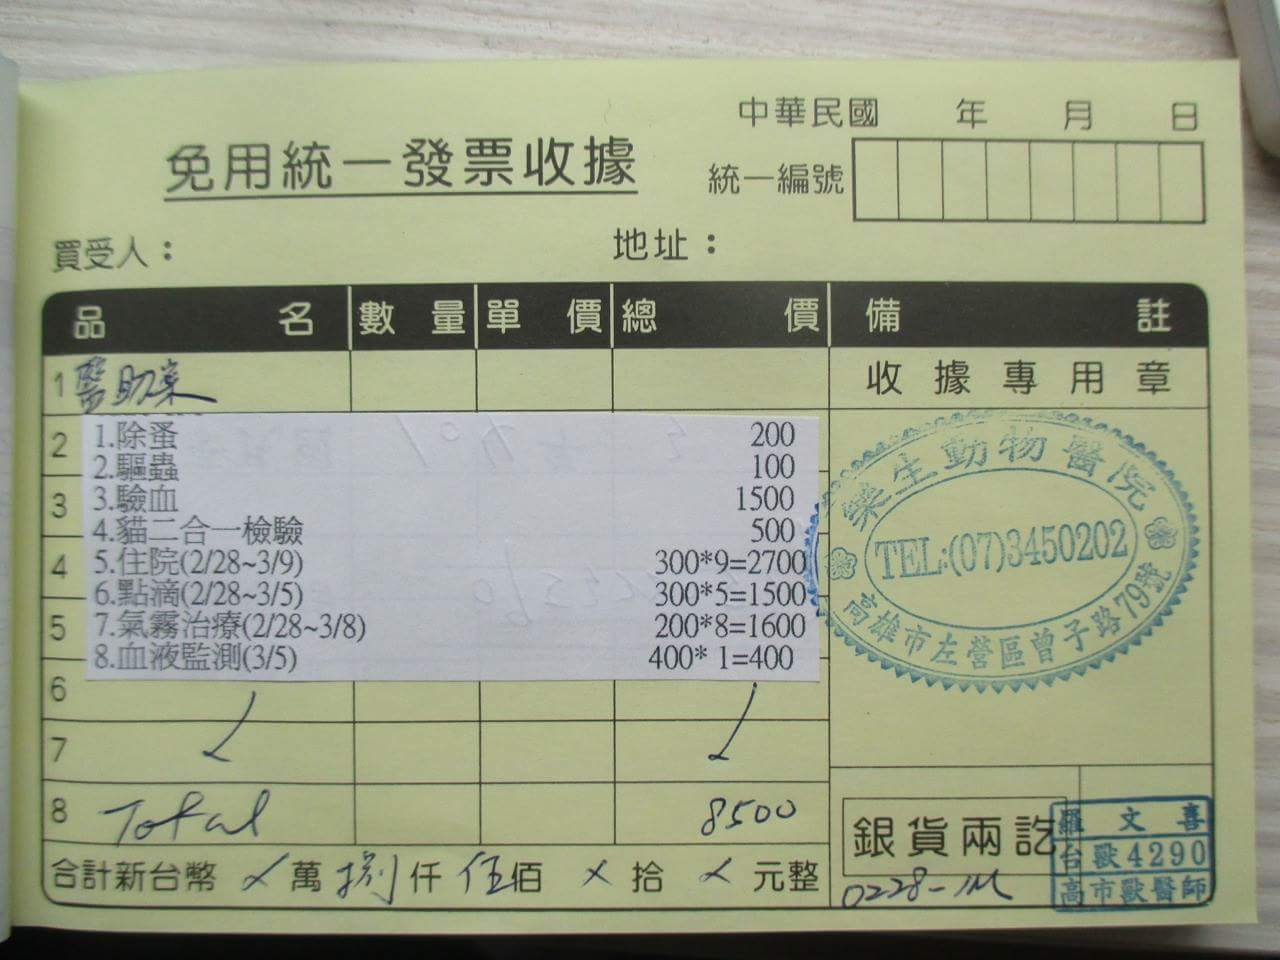 中華民國 年 月 日
免用統一發票收據
統一編號
買受人：
地址：
品名 數量 單價 總價 備註
1 醫助案
收據專用章
2
3
4
5
6
7
1.除蚤 200
2.驅蟲 100
3.驗血 1500
4.貓二合一檢驗 500
5.住院(2/28~3/9) 300*9=2700
6.點滴(2/28~3/5) 300*5=1500
7.氣霧治療(2/28~3/8) 200*8=1600
8.血液監測(3/5) 400* 1=400
樂生動物醫院
TEL:(07)3450202
高雄市左營區曾子路79號
8 Total 8500
合計新台幣 萬 捌仟 伍佰 拾 元整
銀貨兩訖
羅文喜
台獸4290
高市獸醫師